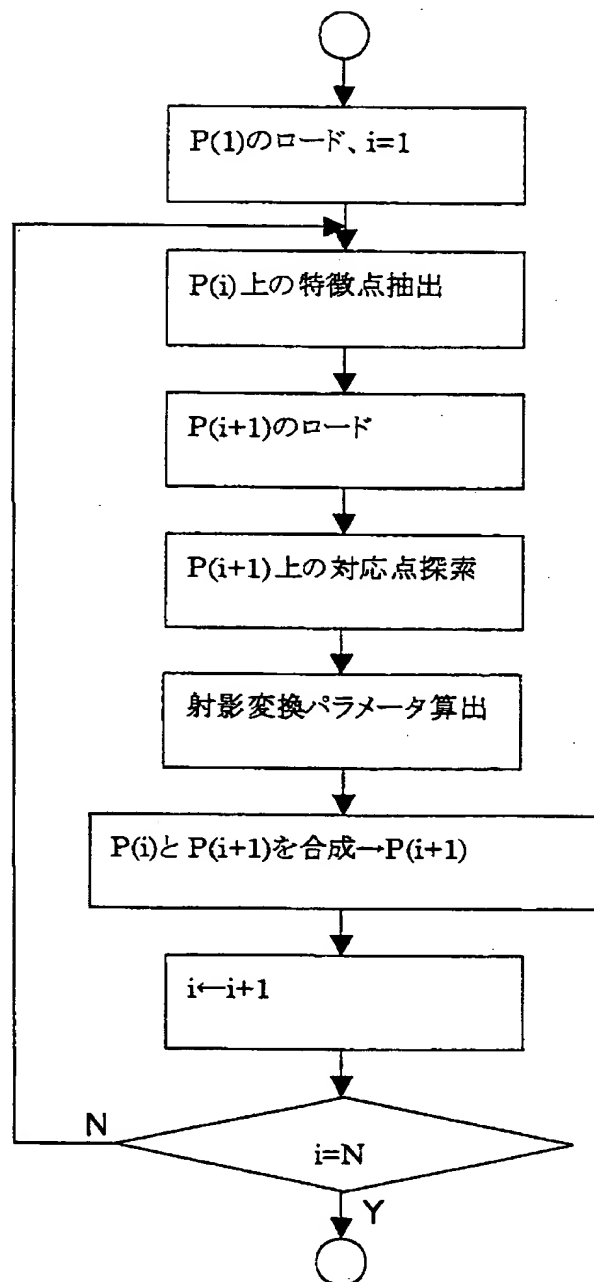 P(1)のロード、i=1
P(i)上の特徴点抽出
P(i+1)のロード
P(i+1)上の対応点探索
射影変換パラメータ算出
P(i)とP(i+1)を合成→P(i+1)
i←i+1
N
i=N
Y